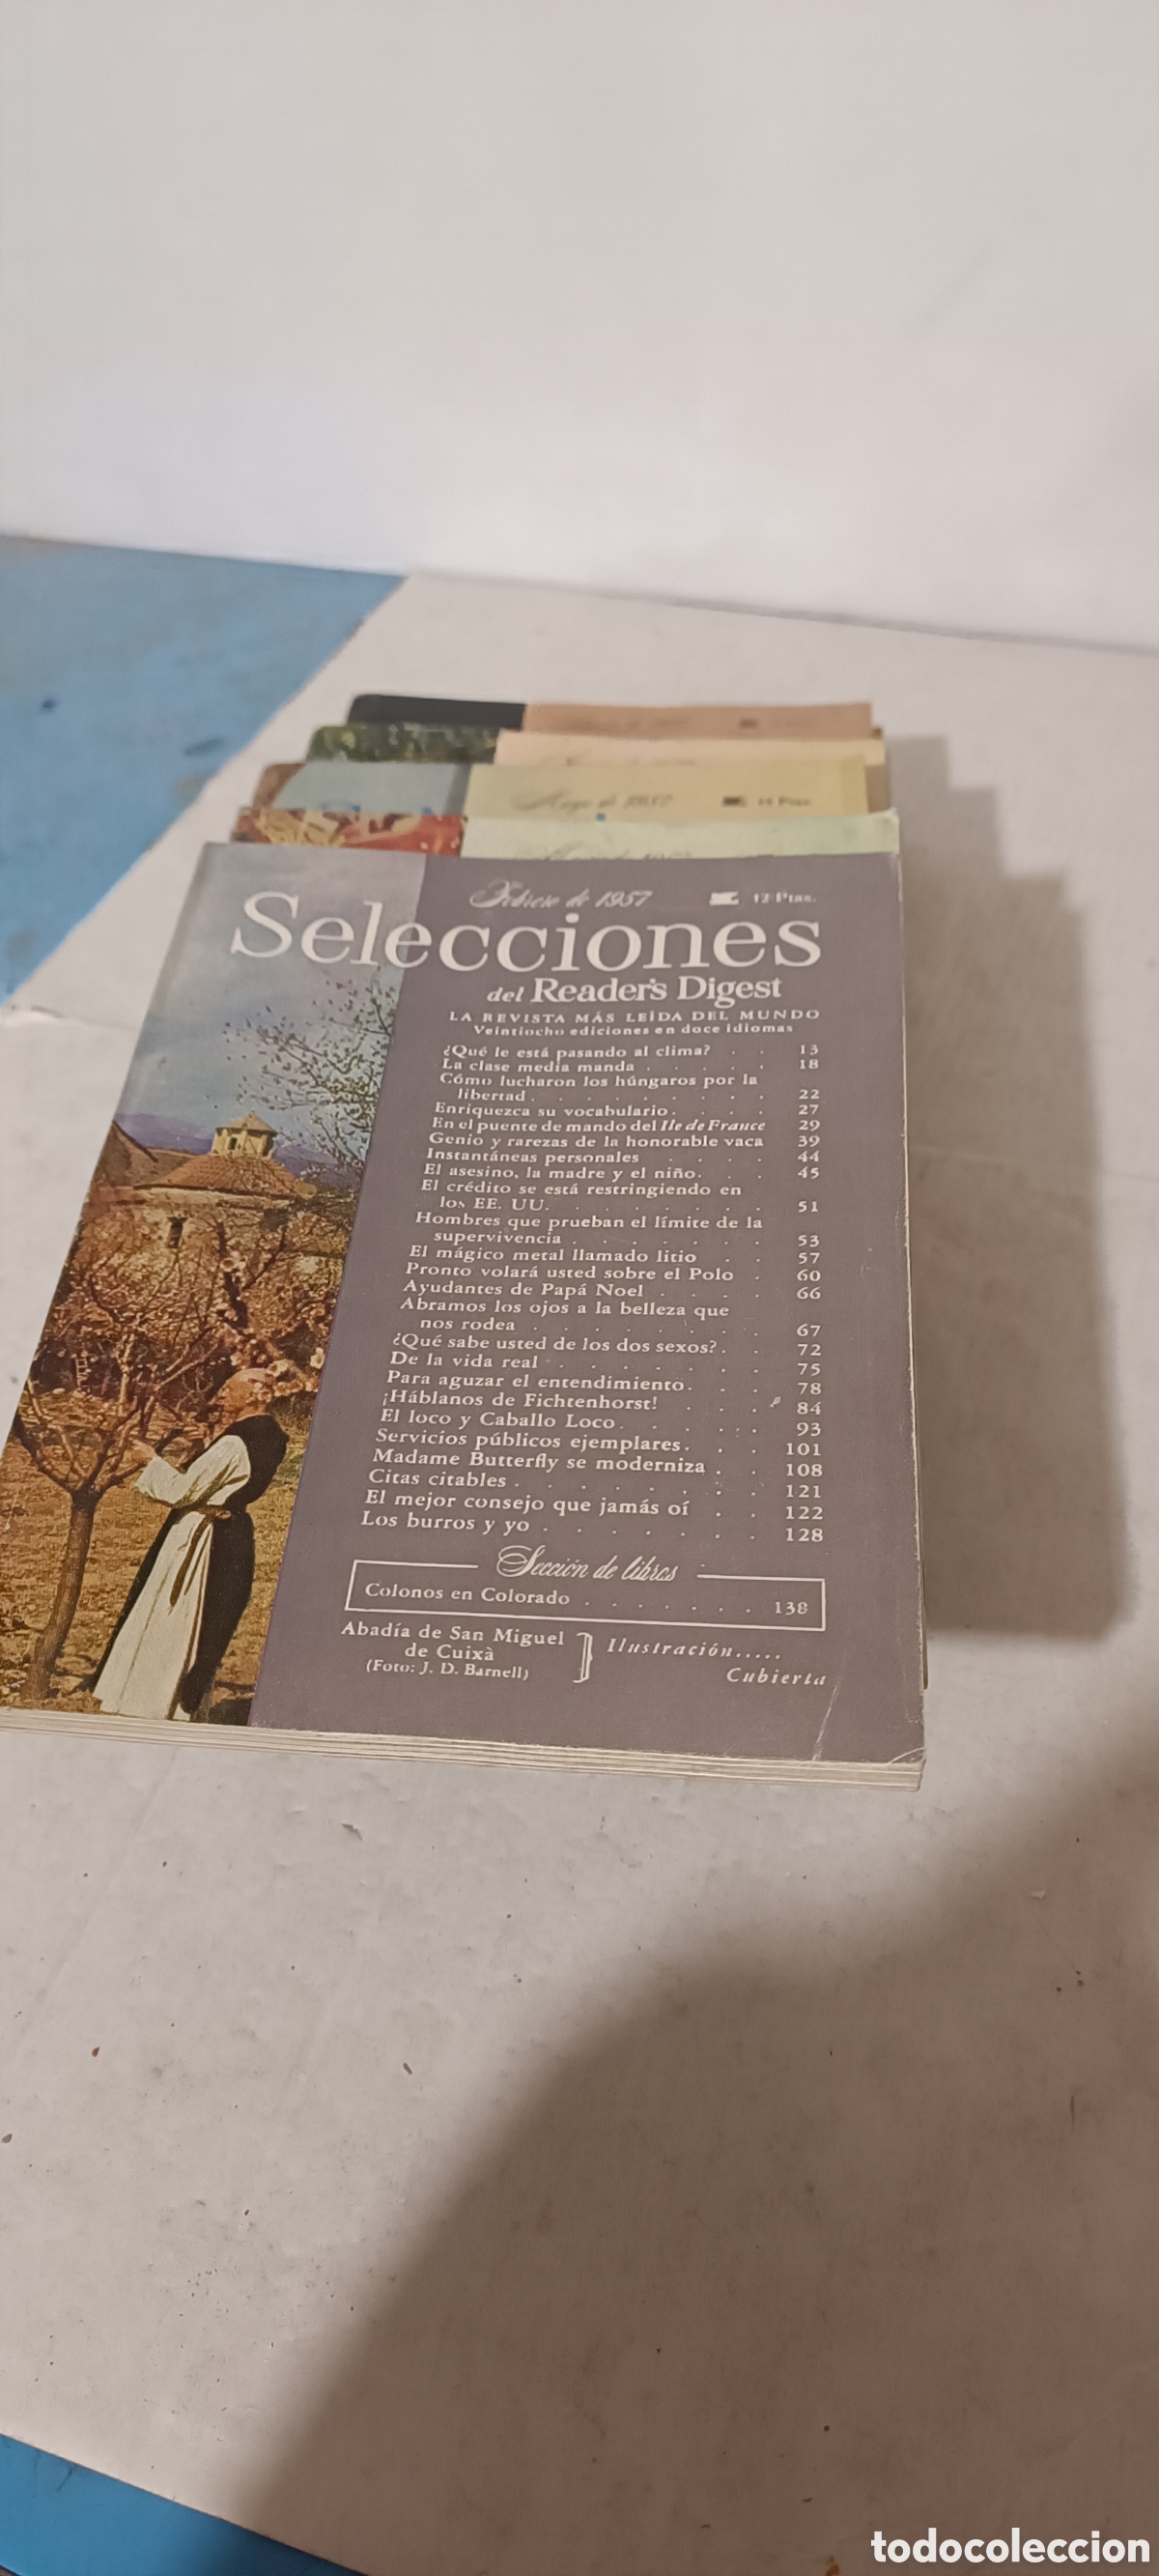 Mayo de 1957 14 Ptas.
Febrero de 1957 12 Ptas.
Selecciones
del Reader's Digest
LA REVISTA MÁS LEÍDA DEL MUNDO
Veintiocho ediciones en doce idiomas
¿Qué le está pasando al clima? . . 13
La clase media manda . . . . . 18
Cómo lucharon los húngaros por la
libertad . . . . . . . . 22
Enriquezca su vocabulario . . . . 27
En el puente de mando del Ile de France 29
Genio y rarezas de la honorable vaca 39
Instantáneas personales . . . . 44
El asesino, la madre y el niño. . . 45
El crédito se está restringiendo en
los EE. UU. . . . . . . . 51
Hombres que prueban el límite de la
supervivencia . . . . . . . 53
El mágico metal llamado litio . . 57
Pronto volará usted sobre el Polo . 60
Ayudantes de Papá Noel . . . . 66
Abramos los ojos a la belleza que
nos rodea . . . . . . . . 67
¿Qué sabe usted de los dos sexos? . . 72
De la vida real . . . . . . . 75
Para aguzar el entendimiento. . . 78
¡Háblanos de Fichtenhorst! . . . 84
El loco y Caballo Loco . . . . . 93
Servicios públicos ejemplares. . . 101
Madame Butterfly se moderniza . . 108
Citas citables . . . . . . . . 121
El mejor consejo que jamás oí . . 122
Los burros y yo . . . . . . . 128
Sección de libros
Colonos en Colorado . . . . . . . 138
Abadía de San Miguel
de Cuixà
(Foto: J. D. Barnell)
Ilustración.....
Cubierta
todocoleccion